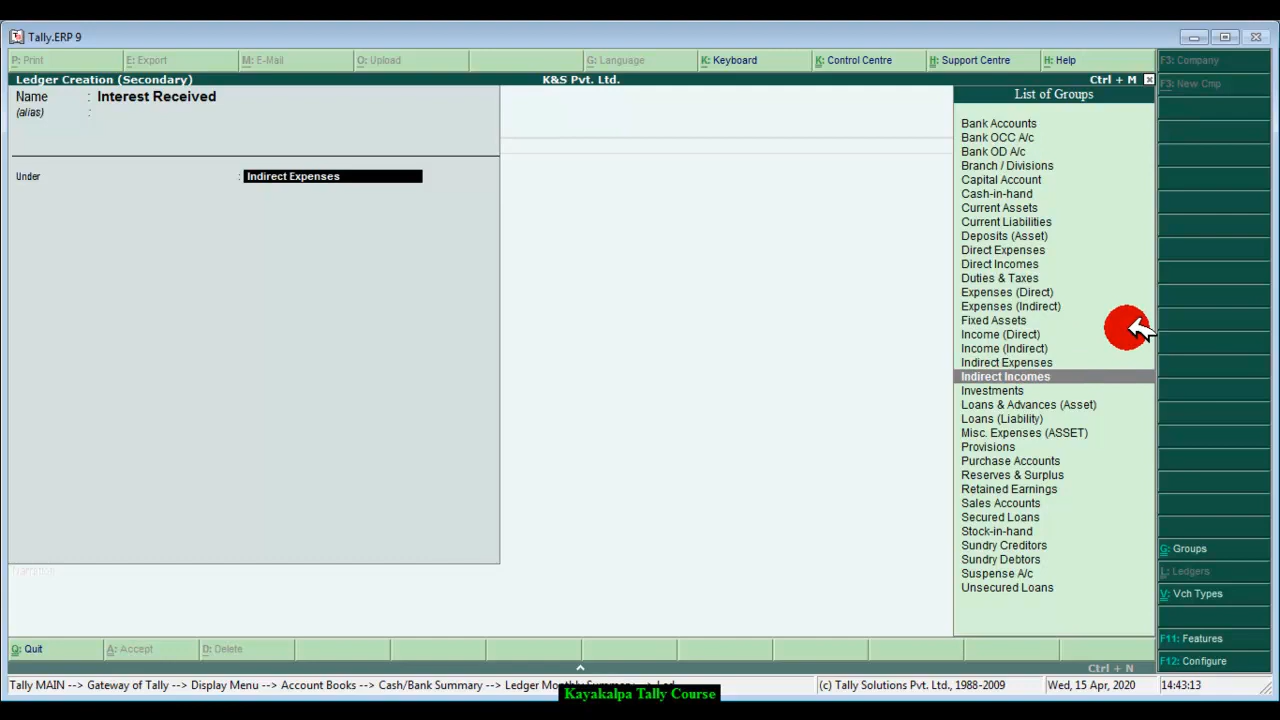 Tally.ERP 9
P: Print E: Export M: E-Mail O: Upload G: Language K: Keyboard K: Control Centre H: Support Centre H: Help F3: Company
Ledger Creation (Secondary) K&S Pvt. Ltd. Ctrl + M
F3: New Cmp
Name : Interest Received
(alias) :
Under : Indirect Expenses
List of Groups
Bank Accounts
Bank OCC A/c
Bank OD A/c
Branch / Divisions
Capital Account
Cash-in-hand
Current Assets
Current Liabilities
Deposits (Asset)
Direct Expenses
Direct Incomes
Duties & Taxes
Expenses (Direct)
Expenses (Indirect)
Fixed Assets
Income (Direct)
Income (Indirect)
Indirect Expenses
Indirect Incomes
Investments
Loans & Advances (Asset)
Loans (Liability)
Misc. Expenses (ASSET)
Provisions
Purchase Accounts
Reserves & Surplus
Retained Earnings
Sales Accounts
Secured Loans
Stock-in-hand
Sundry Creditors
Sundry Debtors
Suspense A/c
Unsecured Loans
G: Groups
L: Ledgers
V: Vch Types
F11: Features
F12: Configure
Narration
Q: Quit A: Accept D: Delete
Ctrl + N
Tally MAIN --> Gateway of Tally --> Display Menu --> Account Books --> Cash/Bank Summary --> Ledger Monthly (c) Tally Solutions Pvt. Ltd., 1988-2009 Wed, 15 Apr, 2020 14:43:13
Kayakalpa Tally Course